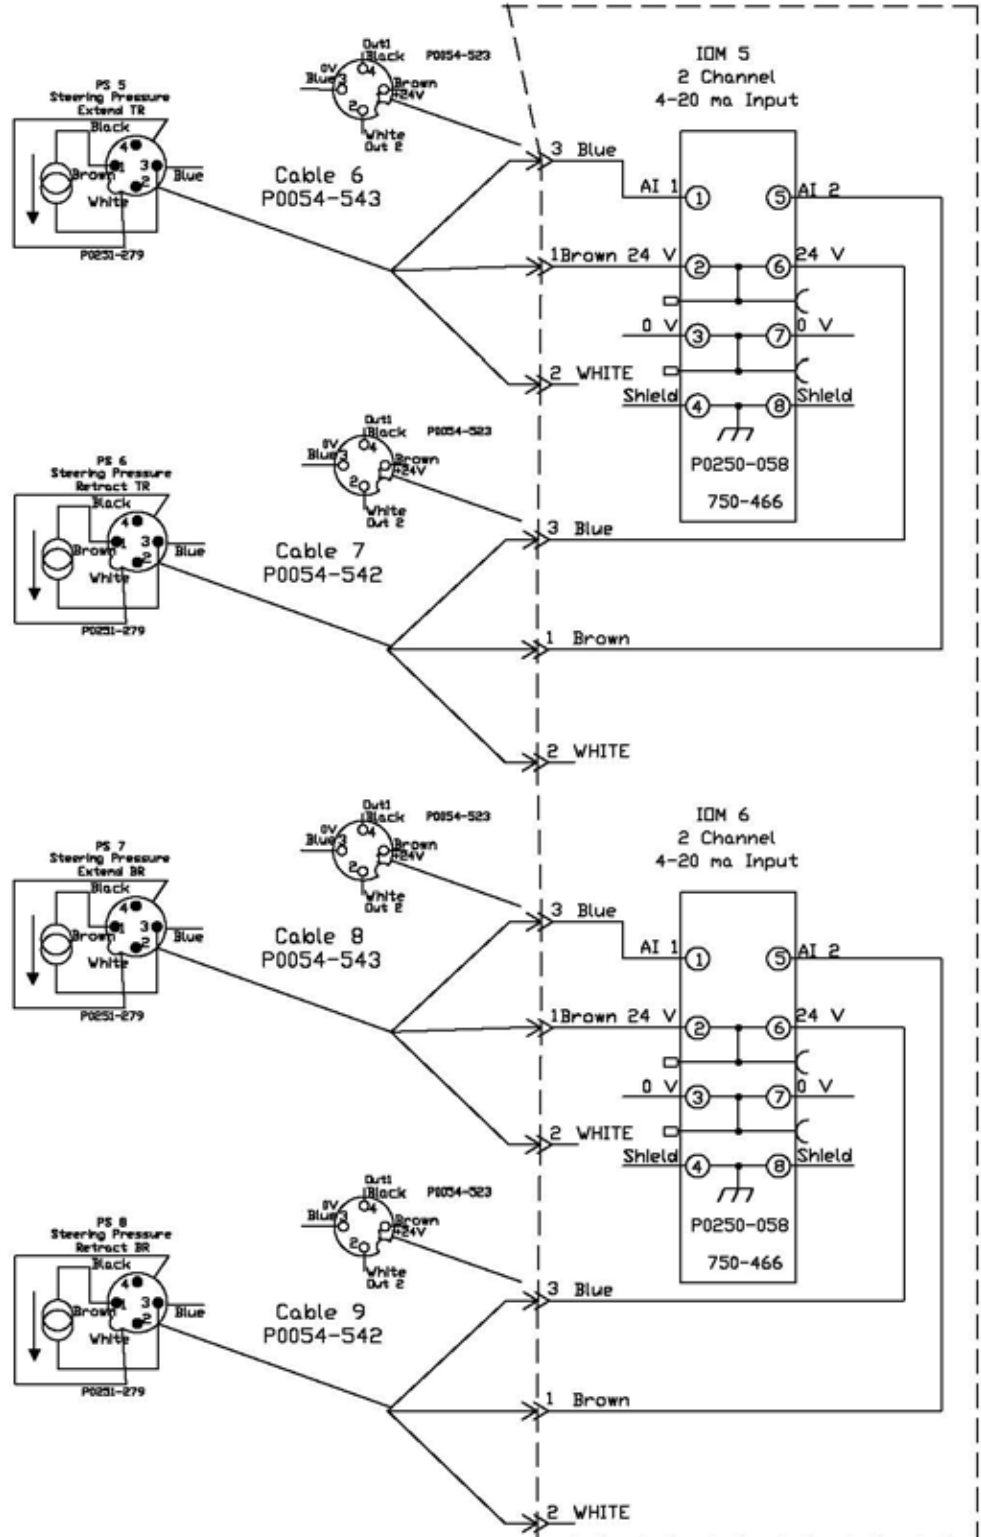 Out1
Black
P0054-523
4
0V
Blue
3
Brown
+24V
2
White
Out 2
PS 5
Steering Pressure
Extend TR
Black
4
1
3
Brown
2
Blue
White
P0251-279
Cable 6
P0054-543
IOM 5
2 Channel
4-20 ma Input
3 Blue
AI 1
1
5
AI 2
1Brown 24 V
2
6
24 V
0 V
3
7
0 V
2 WHITE
Shield
4
8
Shield
P0250-058
750-466
Out1
Black
P0054-523
4
0V
Blue
3
Brown
+24V
2
White
Out 2
PS 6
Steering Pressure
Retract TR
Black
4
1
3
Brown
2
Blue
White
P0251-279
Cable 7
P0054-542
3 Blue
1 Brown
2 WHITE
Out1
Black
P0054-523
4
0V
Blue
3
Brown
+24V
2
White
Out 2
PS 7
Steering Pressure
Extend BR
Black
4
1
3
Brown
2
Blue
White
P0251-279
Cable 8
P0054-543
IOM 6
2 Channel
4-20 ma Input
3 Blue
AI 1
1
5
AI 2
1Brown 24 V
2
6
24 V
0 V
3
7
0 V
2 WHITE
Shield
4
8
Shield
P0250-058
750-466
Out1
Black
P0054-523
4
0V
Blue
3
Brown
+24V
2
White
Out 2
PS 8
Steering Pressure
Retract BR
Black
4
1
3
Brown
2
Blue
White
P0251-279
Cable 9
P0054-542
3 Blue
1 Brown
2 WHITE